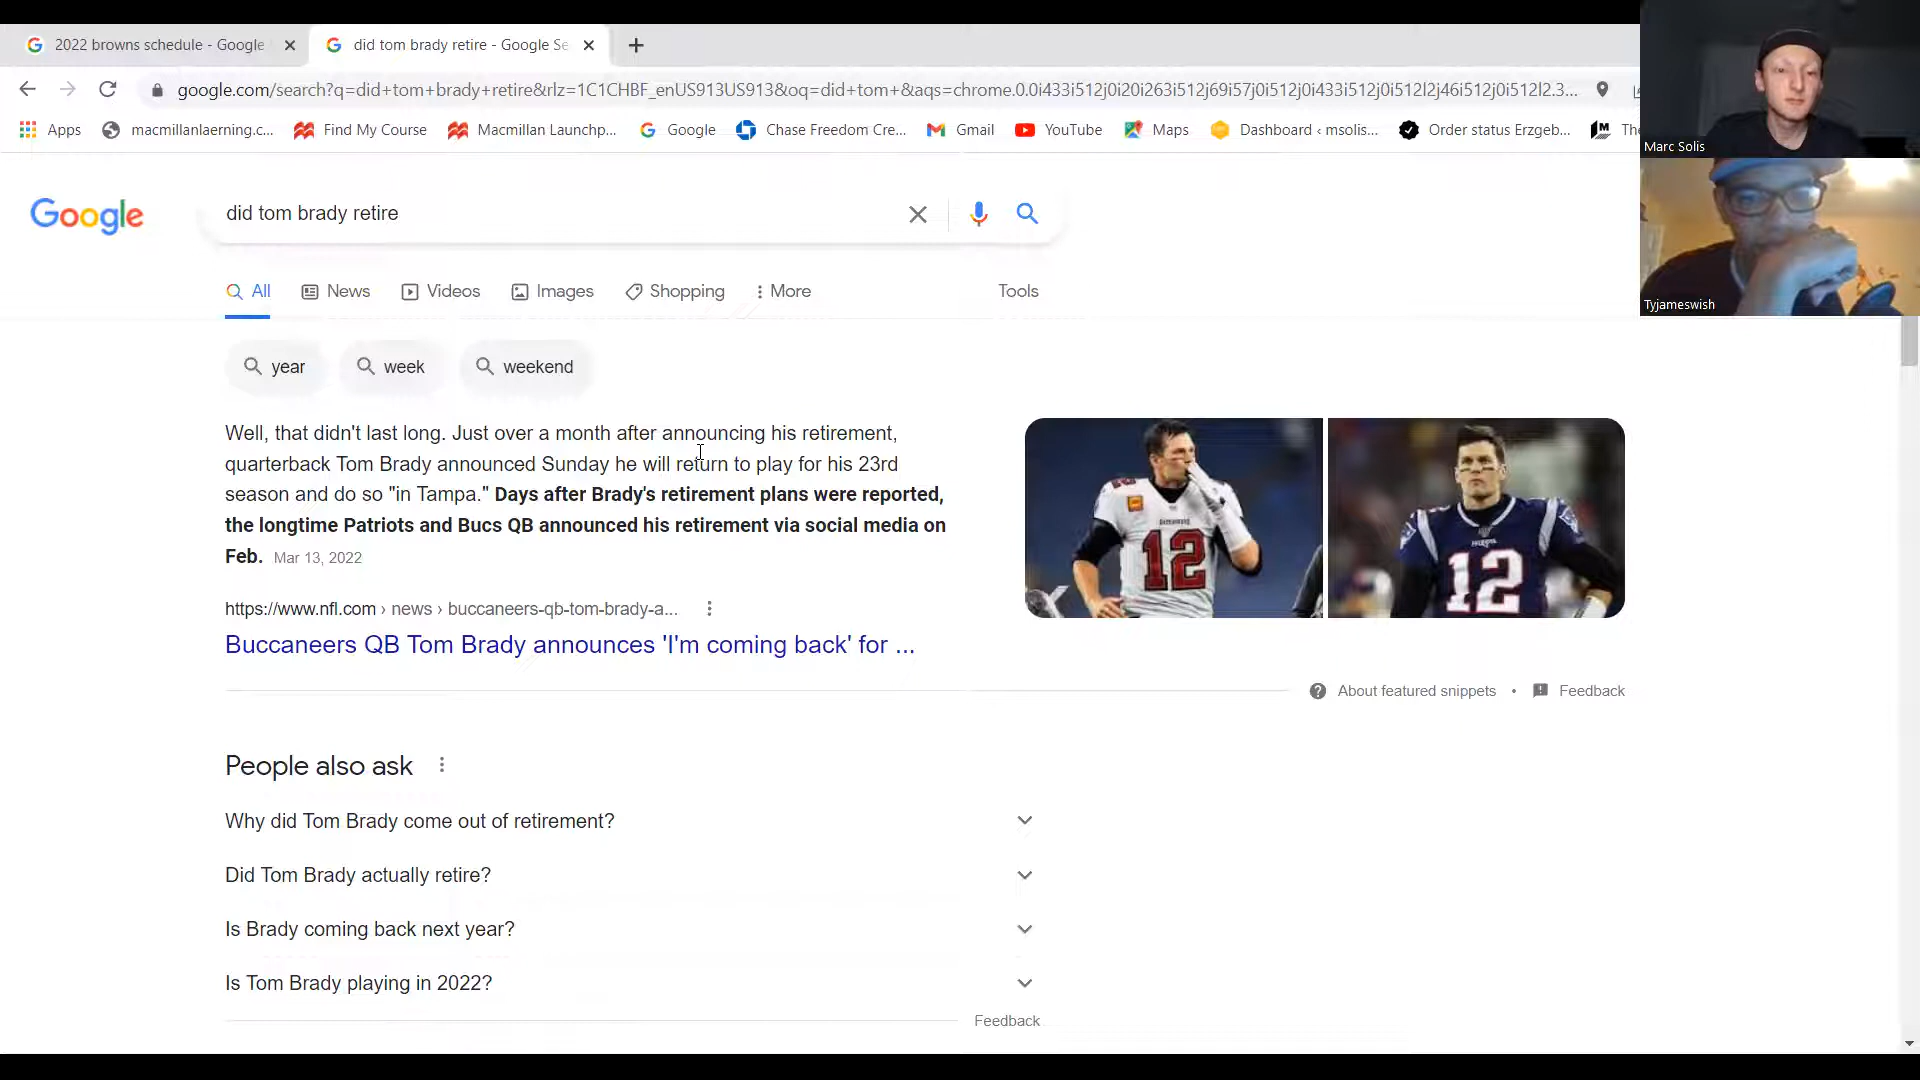 2022 browns schedule - Google
did tom brady retire - Google Se
google.com/search?q=did+tom+brady+retire&rlz=1C1CHBF_enUS913US913&oq=did+tom+&aqs=chrome.0.0i433i512j0i20i263i512j69i57j0i512j0i433i512j0i512l2j46i512j0i512l2.3...
Apps
macmillanlaerning.c...
Find My Course
Macmillan Launchp...
Google
Chase Freedom Cre...
Gmail
YouTube
Maps
Dashboard ‹ msolis...
Order status Erzgeb...
Marc Solis
Tyjameswish
Google
did tom brady retire
All
News
Videos
Images
Shopping
More
Tools
year
week
weekend
Well, that didn't last long. Just over a month after announcing his retirement,
quarterback Tom Brady announced Sunday he will return to play for his 23rd
season and do so "in Tampa." Days after Brady's retirement plans were reported,
the longtime Patriots and Bucs QB announced his retirement via social media on
Feb. Mar 13, 2022
12
12
https://www.nfl.com › news › buccaneers-qb-tom-brady-a...
Buccaneers QB Tom Brady announces 'I'm coming back' for ...
About featured snippets • Feedback
People also ask
Why did Tom Brady come out of retirement?
Did Tom Brady actually retire?
Is Brady coming back next year?
Is Tom Brady playing in 2022?
Feedback